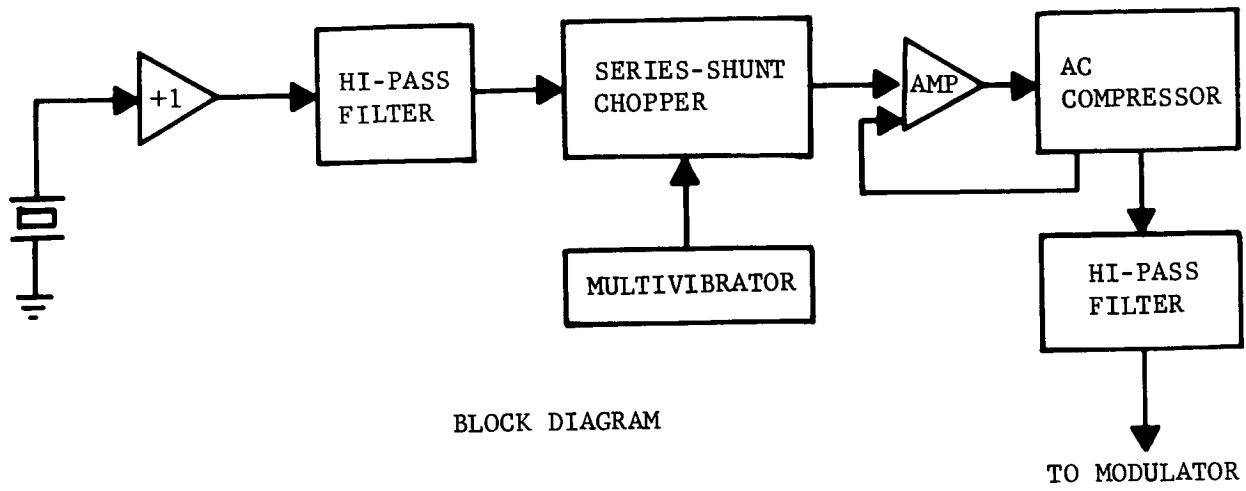 +1
HI-PASS
FILTER
SERIES-SHUNT
CHOPPER
AMP
AC
COMPRESSOR
MULTIVIBRATOR
HI-PASS
FILTER
BLOCK DIAGRAM
TO MODULATOR